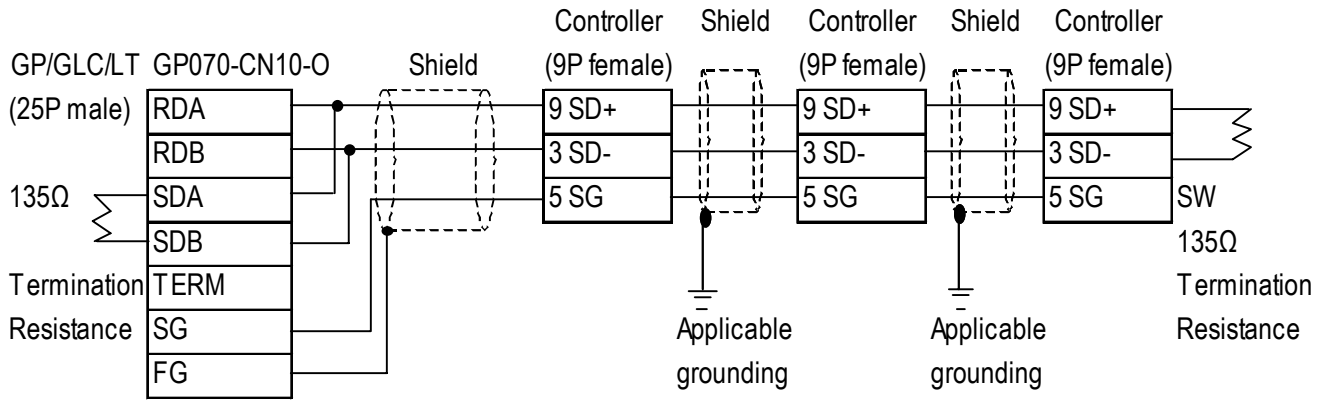 Controller Shield Controller Shield Controller
GP/GLC/LT GP070-CN10-O Shield (9P female) (9P female) (9P female)
(25P male) RDA 9 SD+ 9 SD+ 9 SD+
RDB 3 SD- 3 SD- 3 SD-
135Ω SDA 5 SG 5 SG 5 SG SW
SDB 135Ω
Termination TERM Termination
Resistance SG Applicable Applicable Resistance
FG grounding grounding